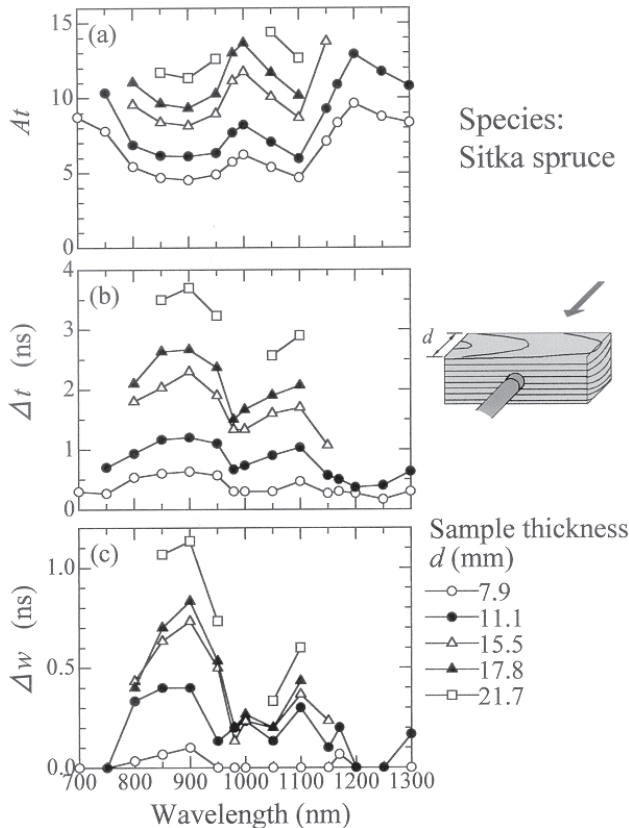 (a)
15
10
5
0
At
Species:
Sitka spruce
(b)
4
3
2
1
0
Δt (ns)
d
(c)
1.0
0.5
0.0
Δw (ns)
700 800 900 1000 1100 1200 1300
Wavelength (nm)
Sample thickness
d (mm)
7.9
11.1
15.5
17.8
21.7